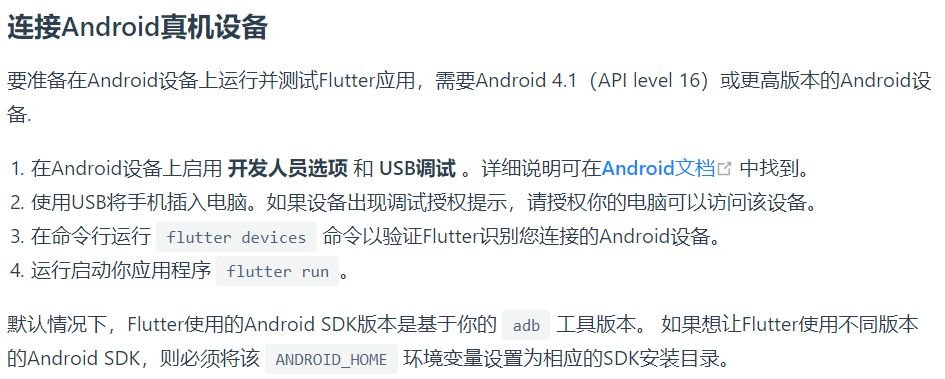 连接Android真机设备
要准备在Android设备上运行并测试Flutter应用，需要Android 4.1（API level 16）或更高版本的Android设
备.
1. 在Android设备上启用 开发人员选项 和 USB调试 。详细说明可在Android文档 中找到。
2. 使用USB将手机插入电脑。如果设备出现调试授权提示，请授权你的电脑可以访问该设备。
3. 在命令行运行 flutter devices 命令以验证Flutter识别您连接的Android设备。
4. 运行启动你应用程序 flutter run 。
默认情况下，Flutter使用的Android SDK版本是基于你的 adb 工具版本。 如果想让Flutter使用不同版本
的Android SDK，则必须将该 ANDROID_HOME 环境变量设置为相应的SDK安装目录。